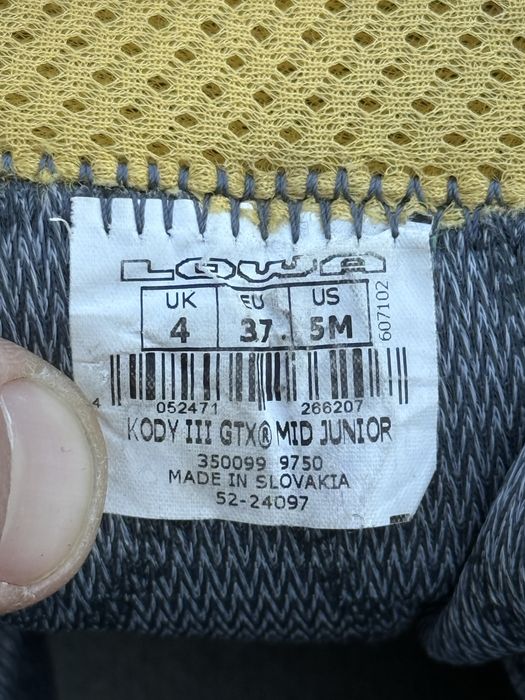 LOWA
UK EU US
4 37. 5M
607102
4 052471 266207
KODY III GTX® MID JUNIOR
350099 9750
MADE IN SLOVAKIA
52-24097